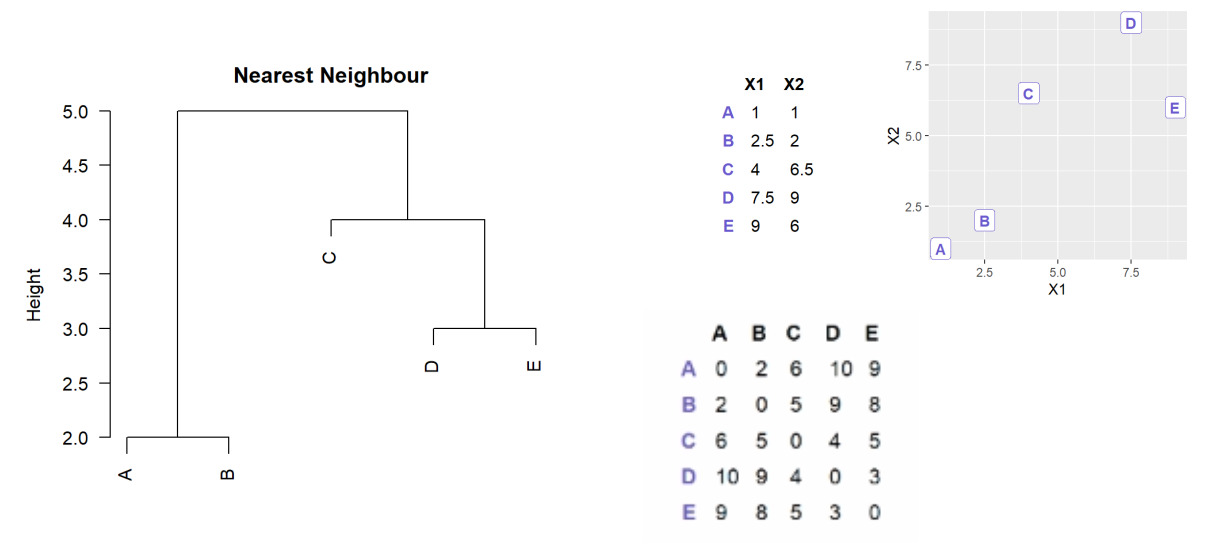 Nearest Neighbour
Height
5.0
4.5
4.0
3.5
3.0
2.5
2.0
A
B
C
D
E
X1 X2
A 1 1
B 2.5 2
C 4 6.5
D 7.5 9
E 9 6
X2
7.5
5.0
2.5
D
C
E
B
A
2.5 5.0 7.5
X1
A B C D E
A 0 2 6 10 9
B 2 0 5 9 8
C 6 5 0 4 5
D 10 9 4 0 3
E 9 8 5 3 0